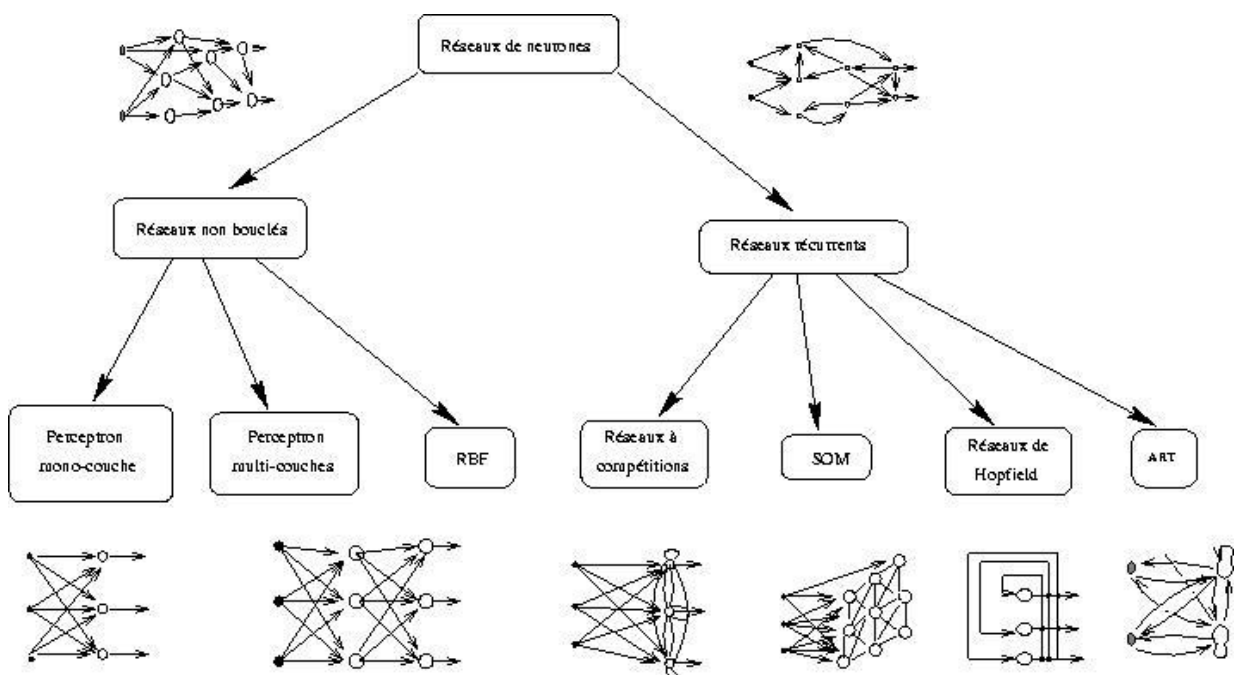 Réseaux de neurones
Réseaux non bouclés
Réseaux récurrents
Perceptron
mono-couche
Perceptron
multi-couches
RBF
Réseaux à
compétitions
SOM
Réseaux de
Hopfield
ART